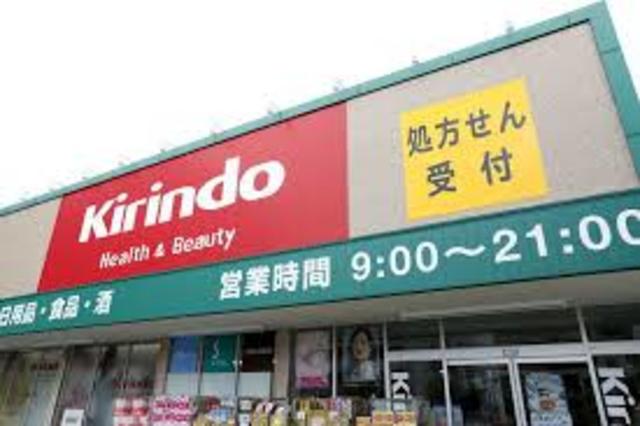 処方せん
受付
Kirindo
Health & Beauty
営業時間 9:00～21:00
日用品・食品・酒